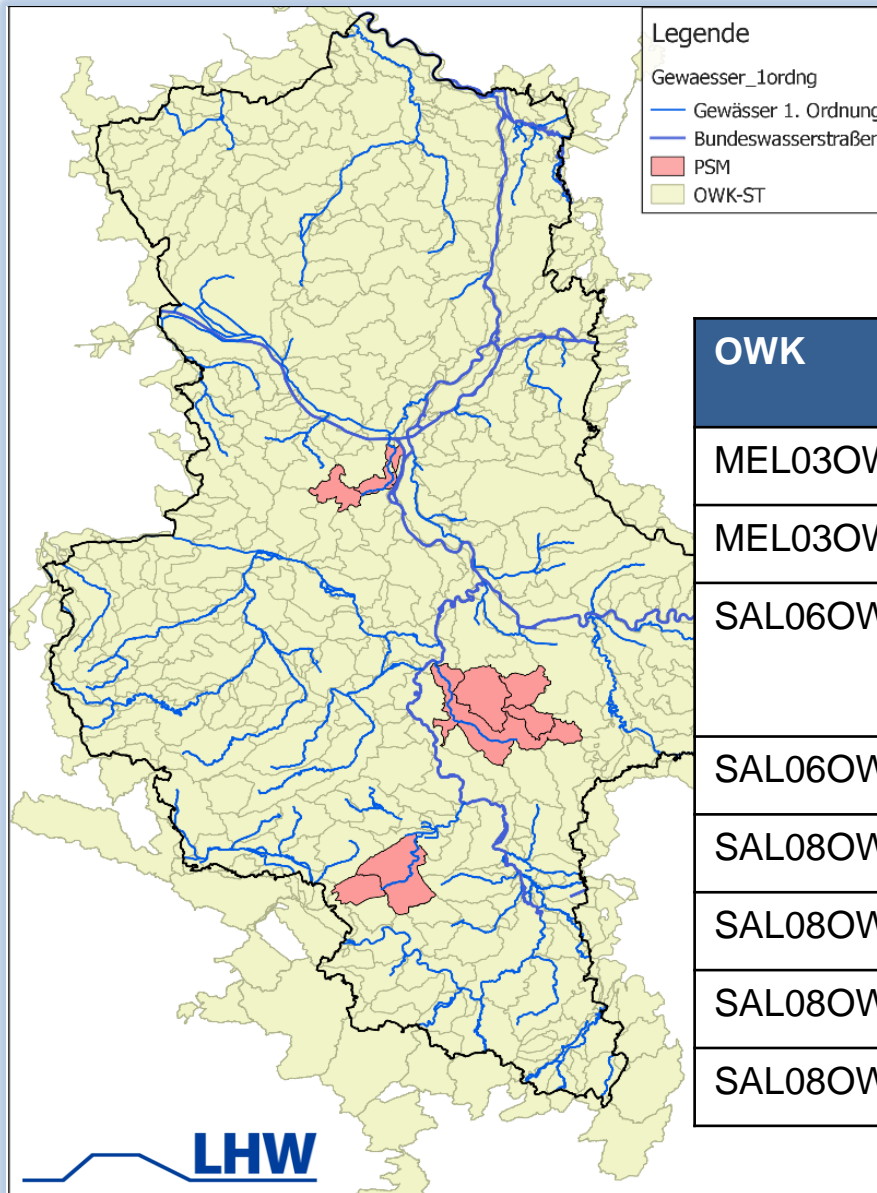 Legende
Gewaesser_1ordng
Gewässer 1. Ordnung
Bundeswasserstraßen
PSM
OWK-ST
OWK
MEL03OW
MEL03OW
SAL06OW
SAL06OW
SAL08OW
SAL08OW
SAL08OW
SAL08OW
LHW